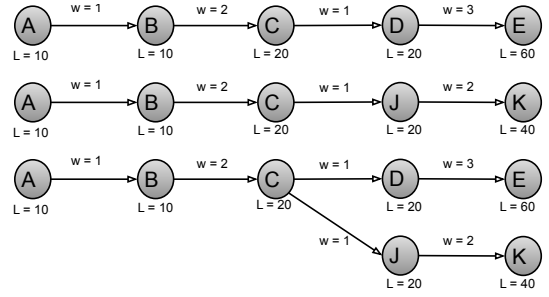 w = 1 w = 2 w = 1 w = 3
A B C D E
L = 10 L = 10 L = 20 L = 20 L = 60
w = 1 w = 2 w = 1 w = 2
A B C J K
L = 10 L = 10 L = 20 L = 20 L = 40
w = 1 w = 2 w = 1 w = 3
A B C D E
L = 10 L = 10 L = 20 L = 20 L = 60
w = 1 w = 2
J K
L = 20 L = 40